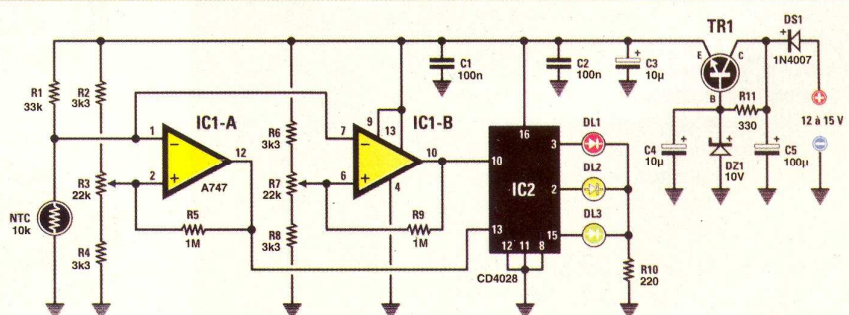 TR1
DS1
1N4007
E
C
B
R11
330
12 à 15 V
C4
10µ
DZ1
10V
C5
100µ
R1
33k
R2
3k3
R3
22k
R4
3k3
NTC
10k
IC1-A
1
2
12
A747
R5
1M
R6
3k3
R7
22k
R8
3k3
IC1-B
9
13
7
6
10
4
R9
1M
C1
100n
C2
100n
C3
10µ
16
10
13
IC2
3
2
15
12
11
8
CD4028
DL1
DL2
DL3
R10
220